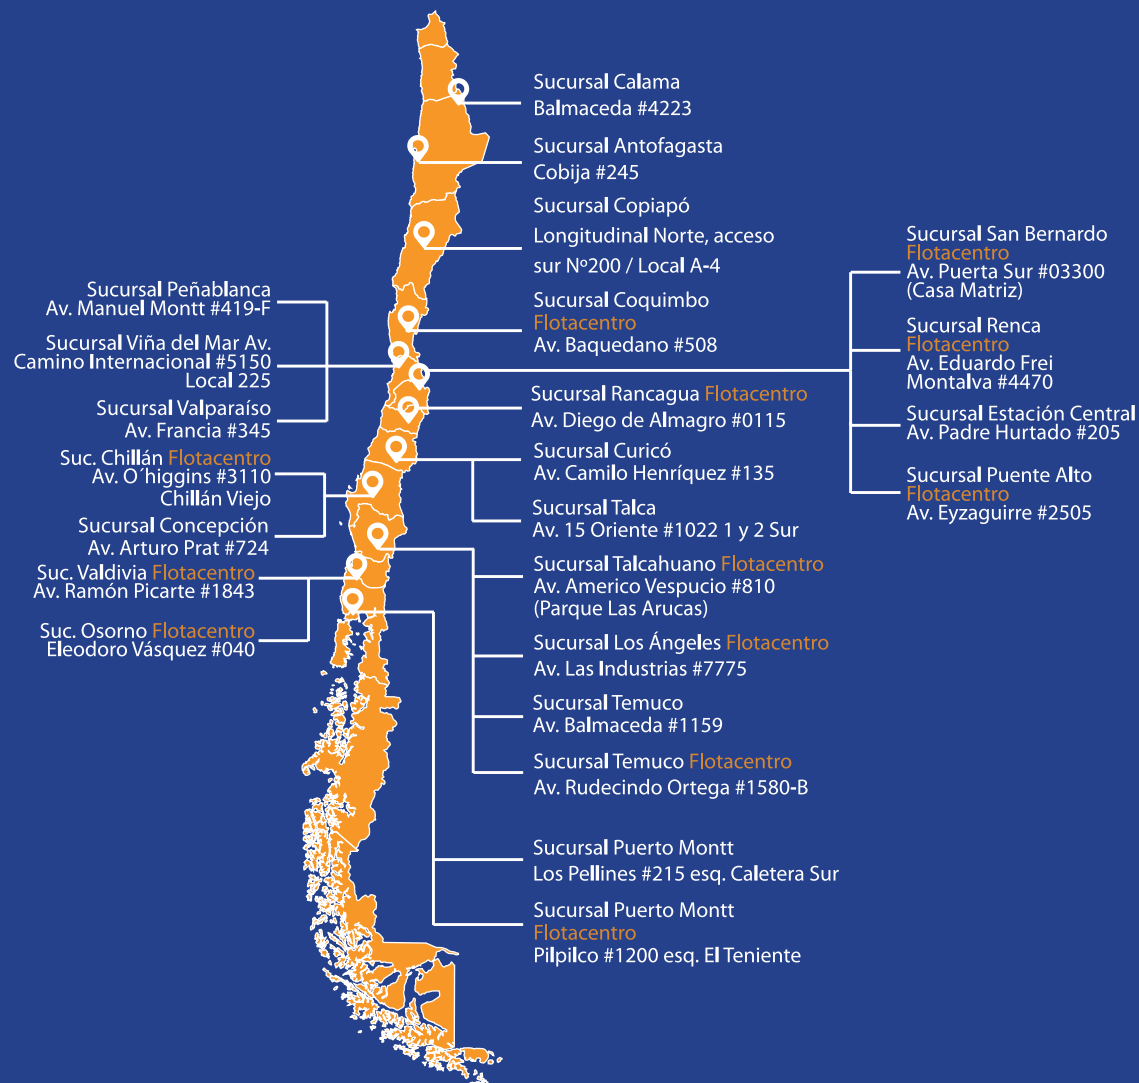 Sucursal Calama
Balmaceda #4223
Sucursal Antofagasta
Cobija #245
Sucursal Copiapó
Longitudinal Norte, acceso
sur Nº200 / Local A-4
Sucursal Coquimbo
Flotacentro
Av. Baquedano #508
Sucursal Rancagua Flotacentro
Av. Diego de Almagro #0115
Sucursal Curicó
Av. Camilo Henríquez #135
Sucursal Talca
Av. 15 Oriente #1022 1 y 2 Sur
Sucursal Talcahuano Flotacentro
Av. Americo Vespucio #810
(Parque Las Arucas)
Sucursal Los Ángeles Flotacentro
Av. Las Industrias #7775
Sucursal Temuco
Av. Balmaceda #1159
Sucursal Temuco Flotacentro
Av. Rudecindo Ortega #1580-B
Sucursal Puerto Montt
Los Pellines #215 esq. Caletera Sur
Sucursal Puerto Montt
Flotacentro
Pilpilco #1200 esq. El Teniente
Sucursal Peñablanca
Av. Manuel Montt #419-F
Sucursal Viña del Mar Av.
Camino Internacional #5150
Local 225
Sucursal Valparaíso
Av. Francia #345
Suc. Chillán Flotacentro
Av. O´higgins #3110
Chillán Viejo
Sucursal Concepción
Av. Arturo Prat #724
Suc. Valdivia Flotacentro
Av. Ramón Picarte #1843
Suc. Osorno Flotacentro
Eleodoro Vásquez #040
Sucursal San Bernardo
Flotacentro
Av. Puerta Sur #03300
(Casa Matriz)
Sucursal Renca
Flotacentro
Av. Eduardo Frei
Montalva #4470
Sucursal Estación Central
Av. Padre Hurtado #205
Sucursal Puente Alto
Flotacentro
Av. Eyzaguirre #2505